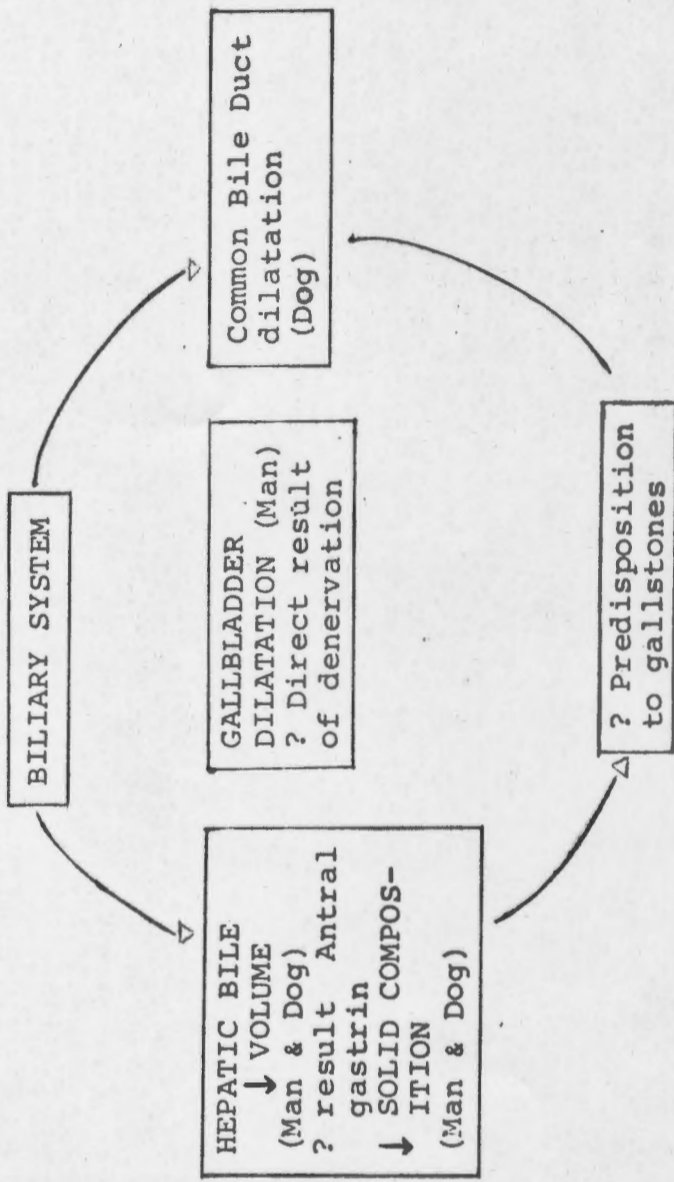 BILIARY SYSTEM
HEPATIC BILE
↓ VOLUME
(Man & Dog)
? result Antral
gastrin
↓ SOLID COMPOS-
ITION
(Man & Dog)
GALLBLADDER
DILATATION (Man)
? Direct result
of denervation
Common Bile Duct
dilatation
(Dog)
? Predisposition
to gallstones